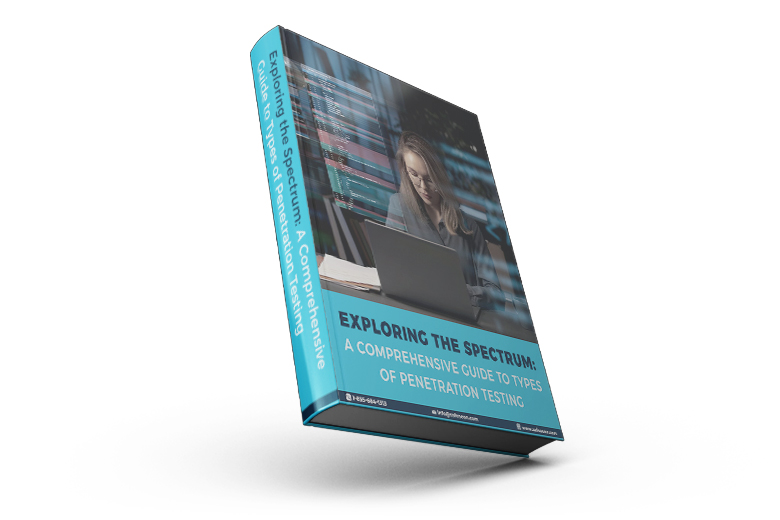 Exploring the Spectrum: A Comprehensive
Guide to Types of Penetration Testing
EXPLORING THE SPECTRUM:
A COMPREHENSIVE GUIDE TO TYPES
OF PENETRATION TESTING